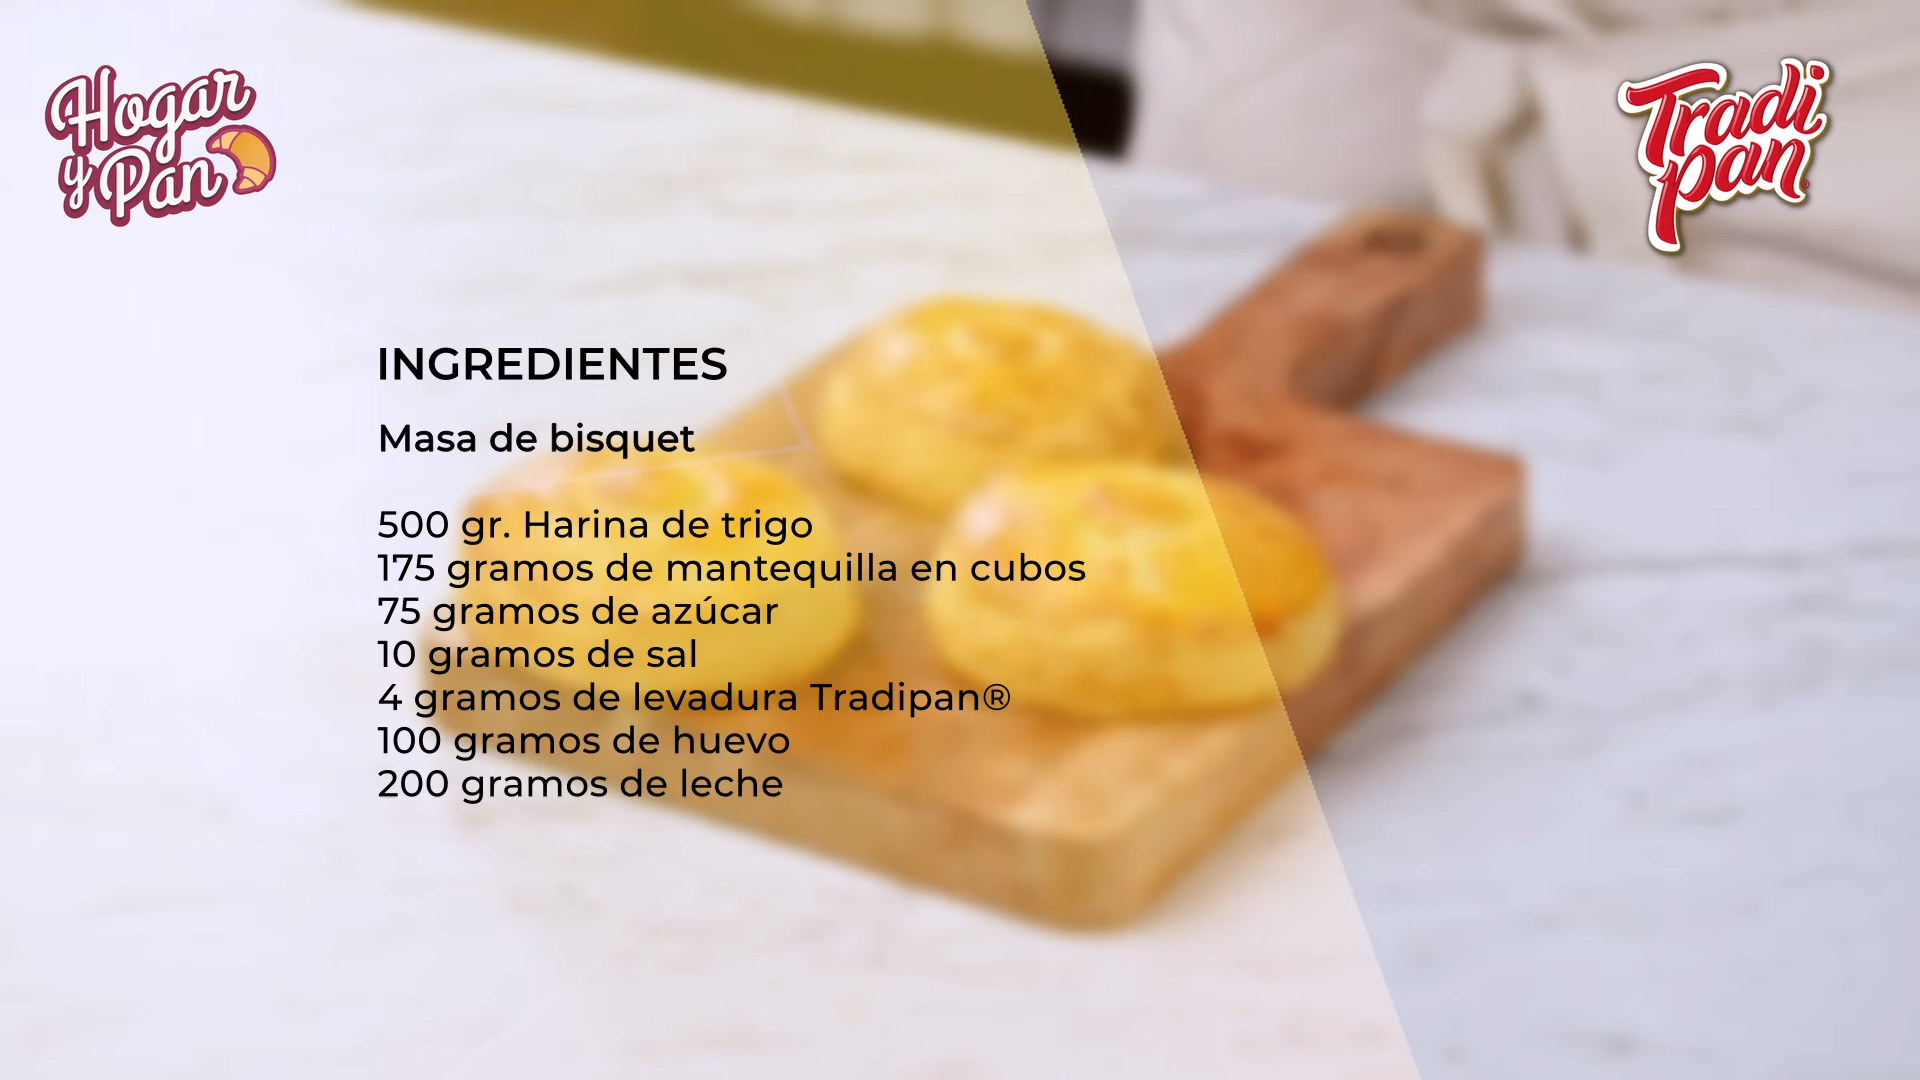 Hogar
y Pan
Tradi
pan
INGREDIENTES
Masa de bisquet
500 gr. Harina de trigo
175 gramos de mantequilla en cubos
75 gramos de azúcar
10 gramos de sal
4 gramos de levadura Tradipan®
100 gramos de huevo
200 gramos de leche